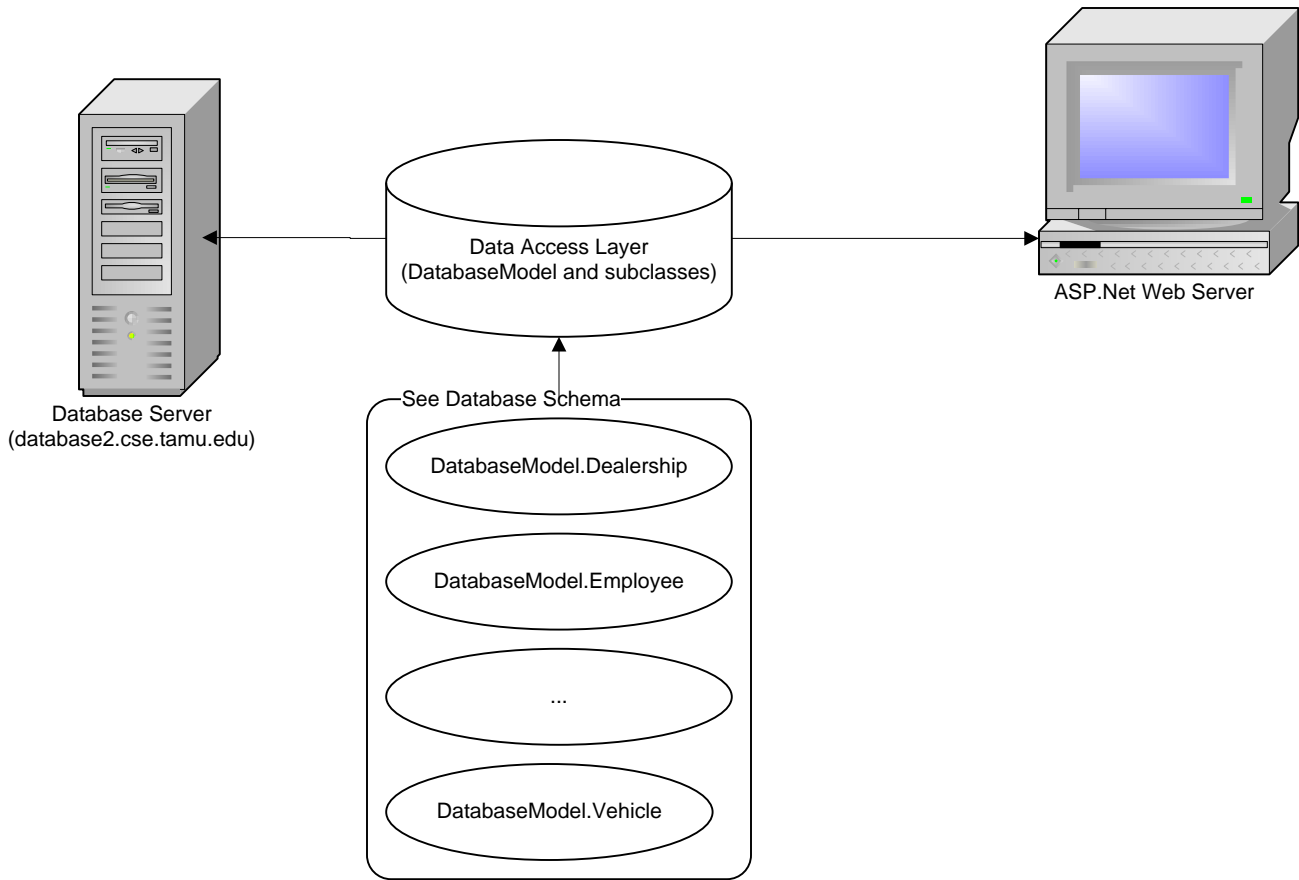 Data Access Layer
(DatabaseModel and subclasses)
ASP.Net Web Server
Database Server
(database2.cse.tamu.edu)
See Database Schema
DatabaseModel.Dealership
DatabaseModel.Employee
...
DatabaseModel.Vehicle